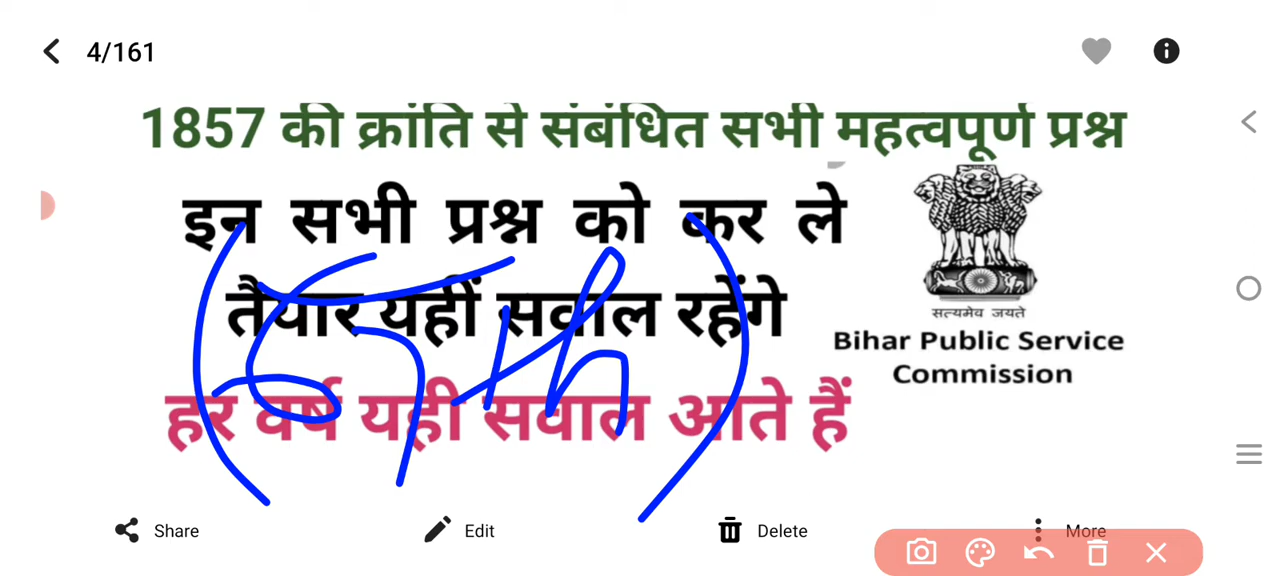 4/161
1857 की क्रांति से संबंधित सभी महत्वपूर्ण प्रश्न
इन सभी प्रश्न को कर ले
तैयार यहीं सवाल रहेंगे
हर वर्ष यही सवाल आते हैं
(5th)
सत्यमेव जयते
Bihar Public Service
Commission
Share Edit Delete More